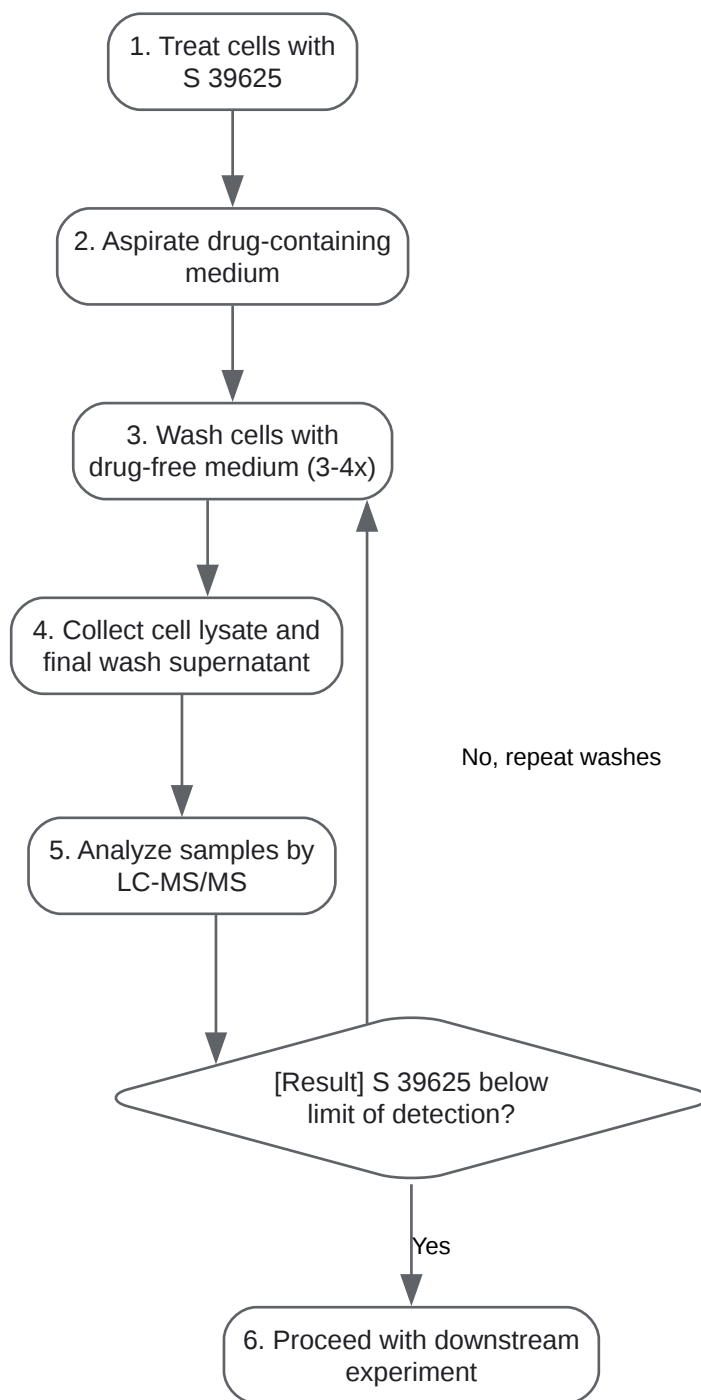 1. Treat cells with
S 39625
2. Aspirate drug-containing
medium
3. Wash cells with
drug-free medium (3-4x)
4. Collect cell lysate and
final wash supernatant
No, repeat washes
5. Analyze samples by
LC-MS/MS
[Result] S 39625 below
limit of detection?
Yes
6. Proceed with downstream
experiment